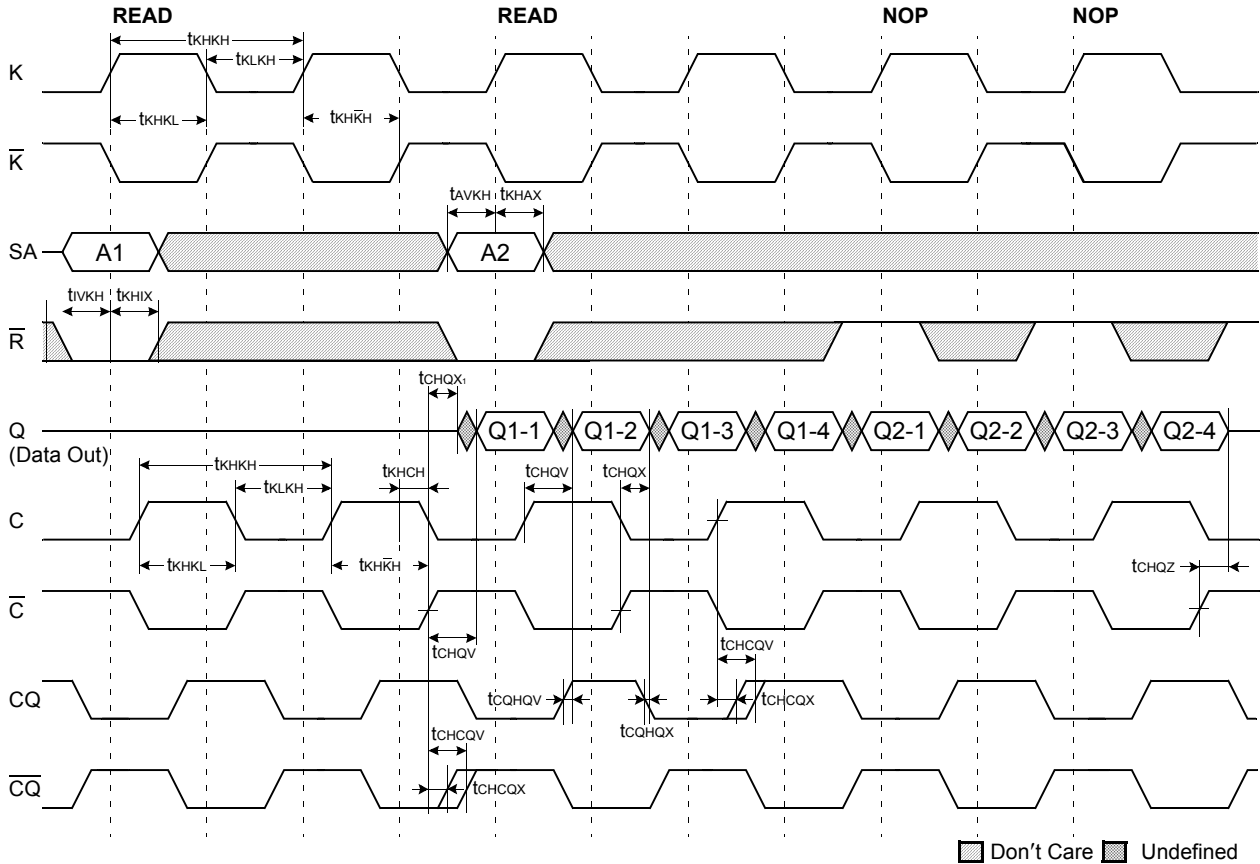 READ READ NOP NOP
tKHKH
tKLKH
K
tKHKL tKHK̅H
K̅
tAVKH tKHAX
SA A1 A2
tIVKH tKHIX
R̅
tCHQX1
Q Q1-1 Q1-2 Q1-3 Q1-4 Q2-1 Q2-2 Q2-3 Q2-4
(Data Out)
tKHKH tKHCH tCHQV tCHQX
tKLKH
C
tKHKL tKHK̅H tCHQZ
C̅
tCHQV tCHCQV
CQ tCQHQV tCHCQX
tCQHQX
tCHCQV
C̅Q̅ tCHCQX
Don't Care Undefined